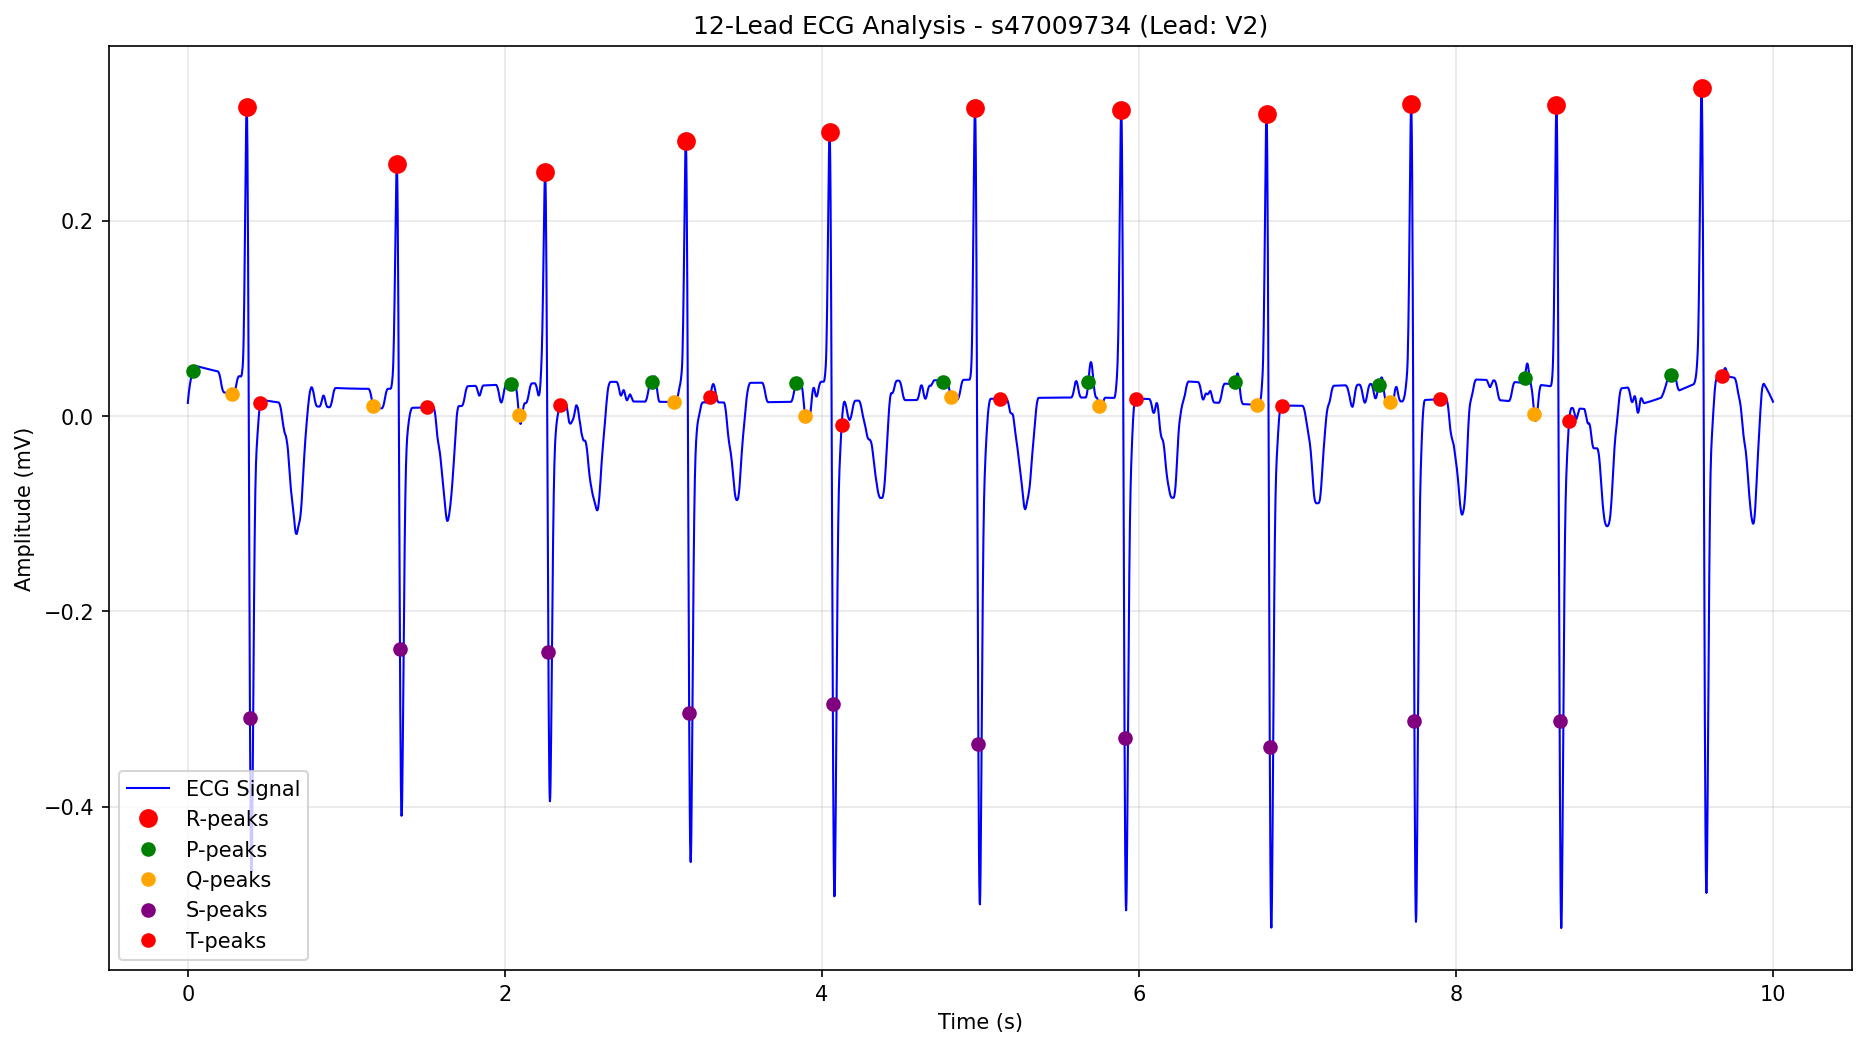 12-Lead ECG Analysis - s47009734 (Lead: V2)
Amplitude (mV)
0.2
0.0
−0.2
−0.4
ECG Signal
R-peaks
P-peaks
Q-peaks
S-peaks
T-peaks
0 2 4 6 8 10
Time (s)